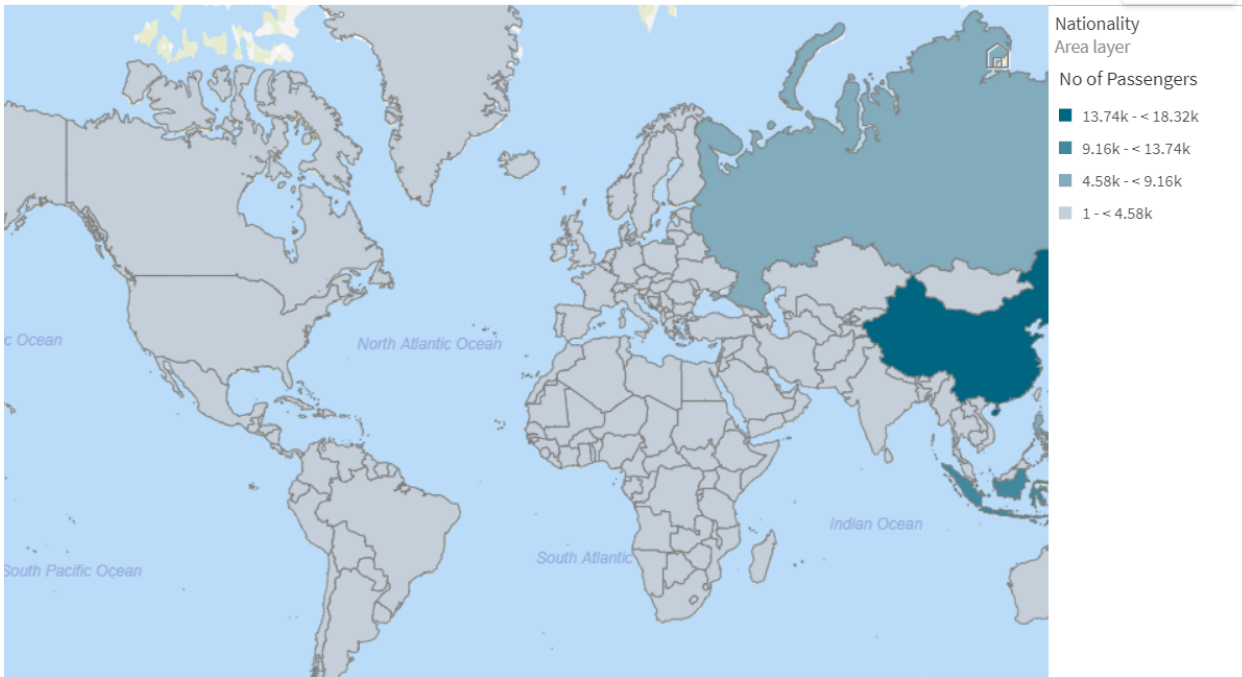 Nationality
Area layer
No of Passengers
13.74k - < 18.32k
9.16k - < 13.74k
4.58k - < 9.16k
1 - < 4.58k
c Ocean
North Atlantic Ocean
Indian Ocean
South Atlantic
South Pacific Ocean